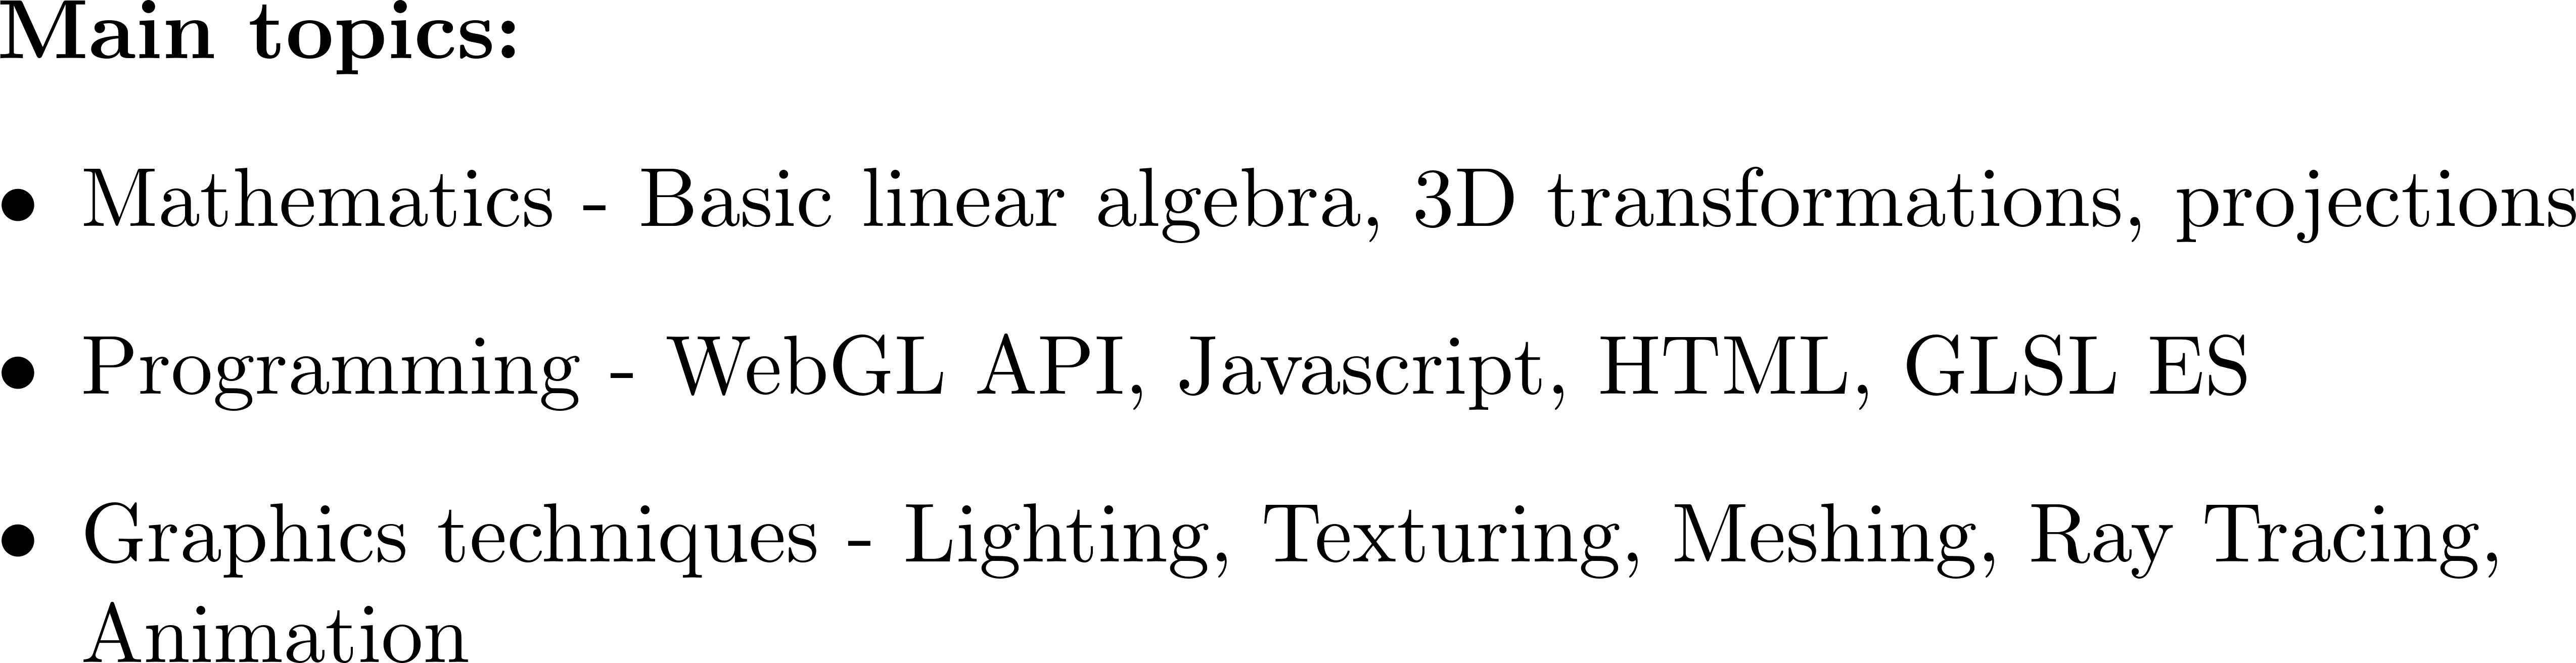 Main topics:
• Mathematics - Basic linear algebra, 3D transformations, projections
• Programming - WebGL API, Javascript, HTML, GLSL ES
• Graphics techniques - Lighting, Texturing, Meshing, Ray Tracing,
Animation